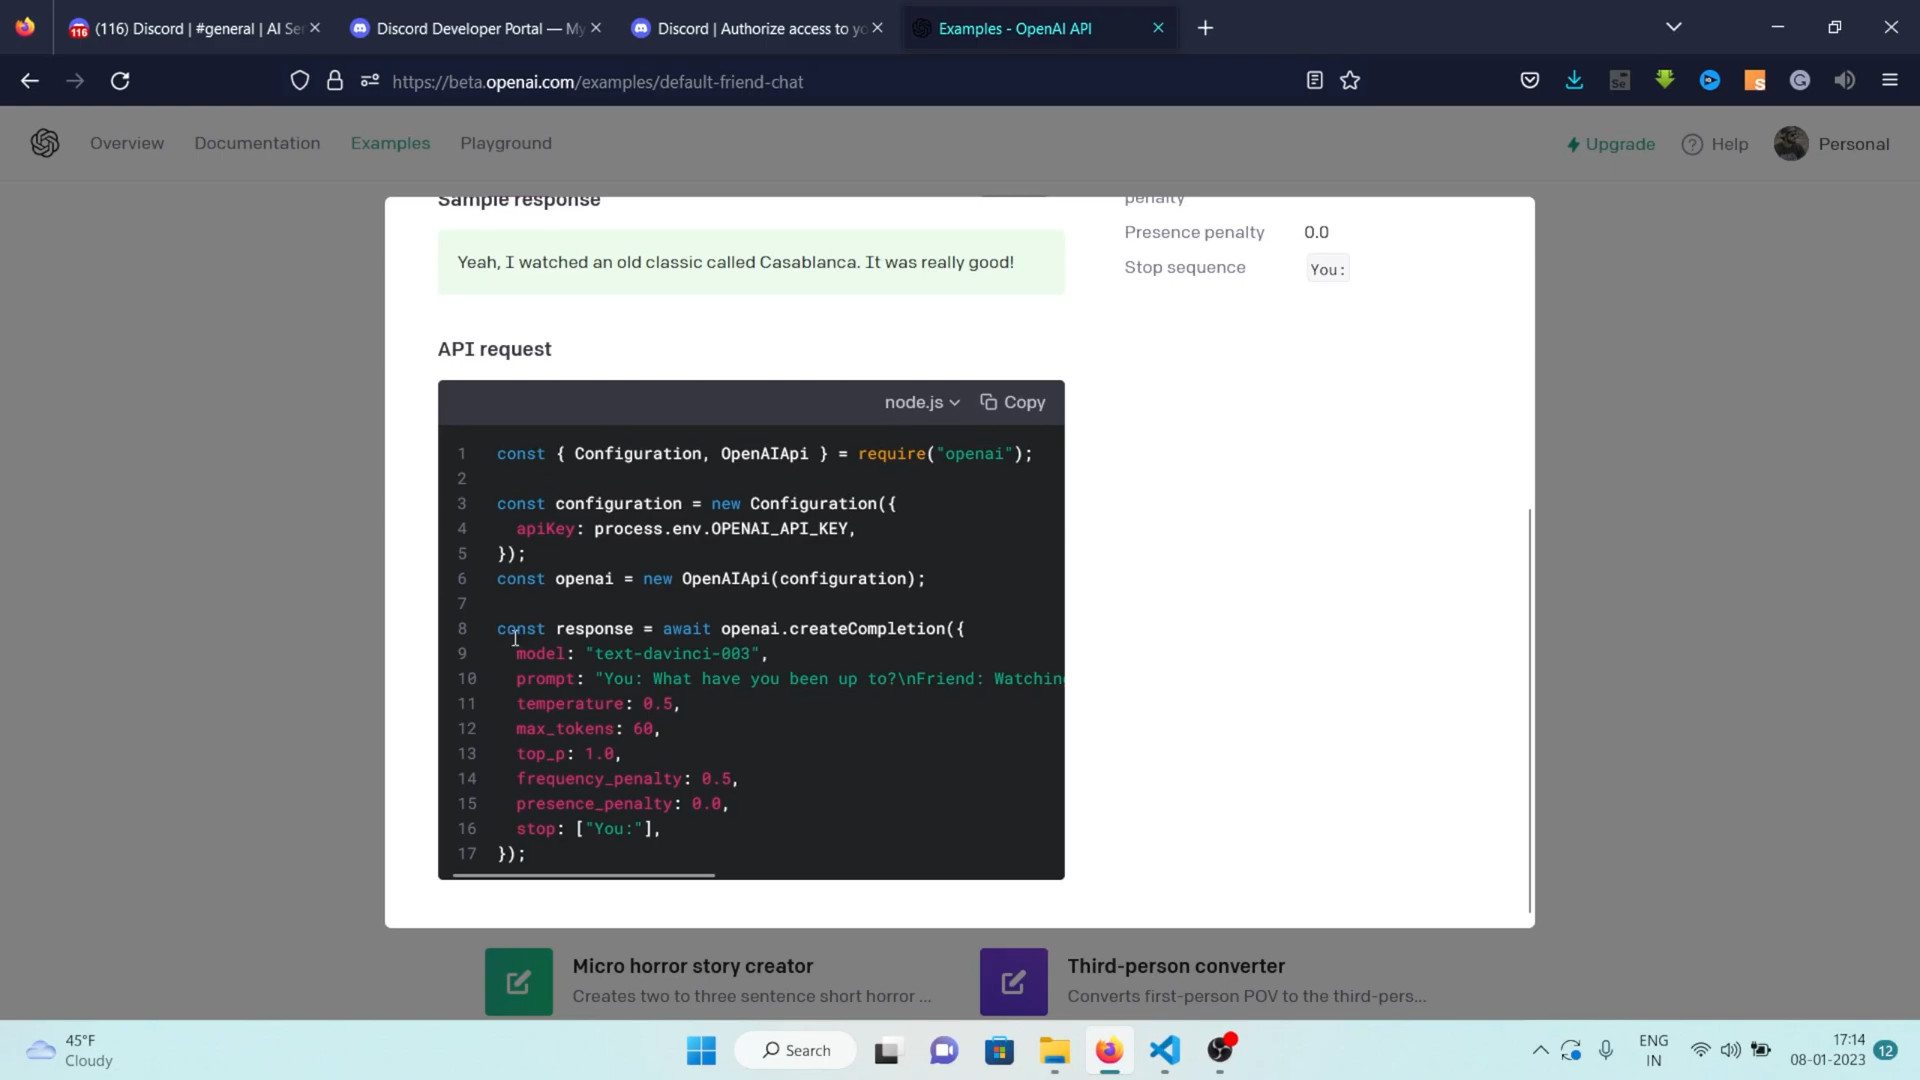 116
(116) Discord | #general | AI Ser
Discord Developer Portal — My
Discord | Authorize access to yo
Examples - OpenAI API
https://beta.openai.com/examples/default-friend-chat
Se
s
G
Overview
Documentation
Examples
Playground
Upgrade
? Help
Personal
Sample response
penalty
Yeah, I watched an old classic called Casablanca. It was really good!
Presence penalty 0.0
Stop sequence You:
API request
node.js
Copy
1 const { Configuration, OpenAIApi } = require("openai");
2
3 const configuration = new Configuration({
4 apiKey: process.env.OPENAI_API_KEY,
5 });
6 const openai = new OpenAIApi(configuration);
7
8 const response = await openai.createCompletion({
9 model: "text-davinci-003",
10 prompt: "You: What have you been up to?\nFriend: Watchin
11 temperature: 0.5,
12 max_tokens: 60,
13 top_p: 1.0,
14 frequency_penalty: 0.5,
15 presence_penalty: 0.0,
16 stop: ["You:"],
17 });
Micro horror story creator
Creates two to three sentence short horror ...
Third-person converter
Converts first-person POV to the third-pers...
45°F
Cloudy
Search
ENG
IN
17:14
08-01-2023
12